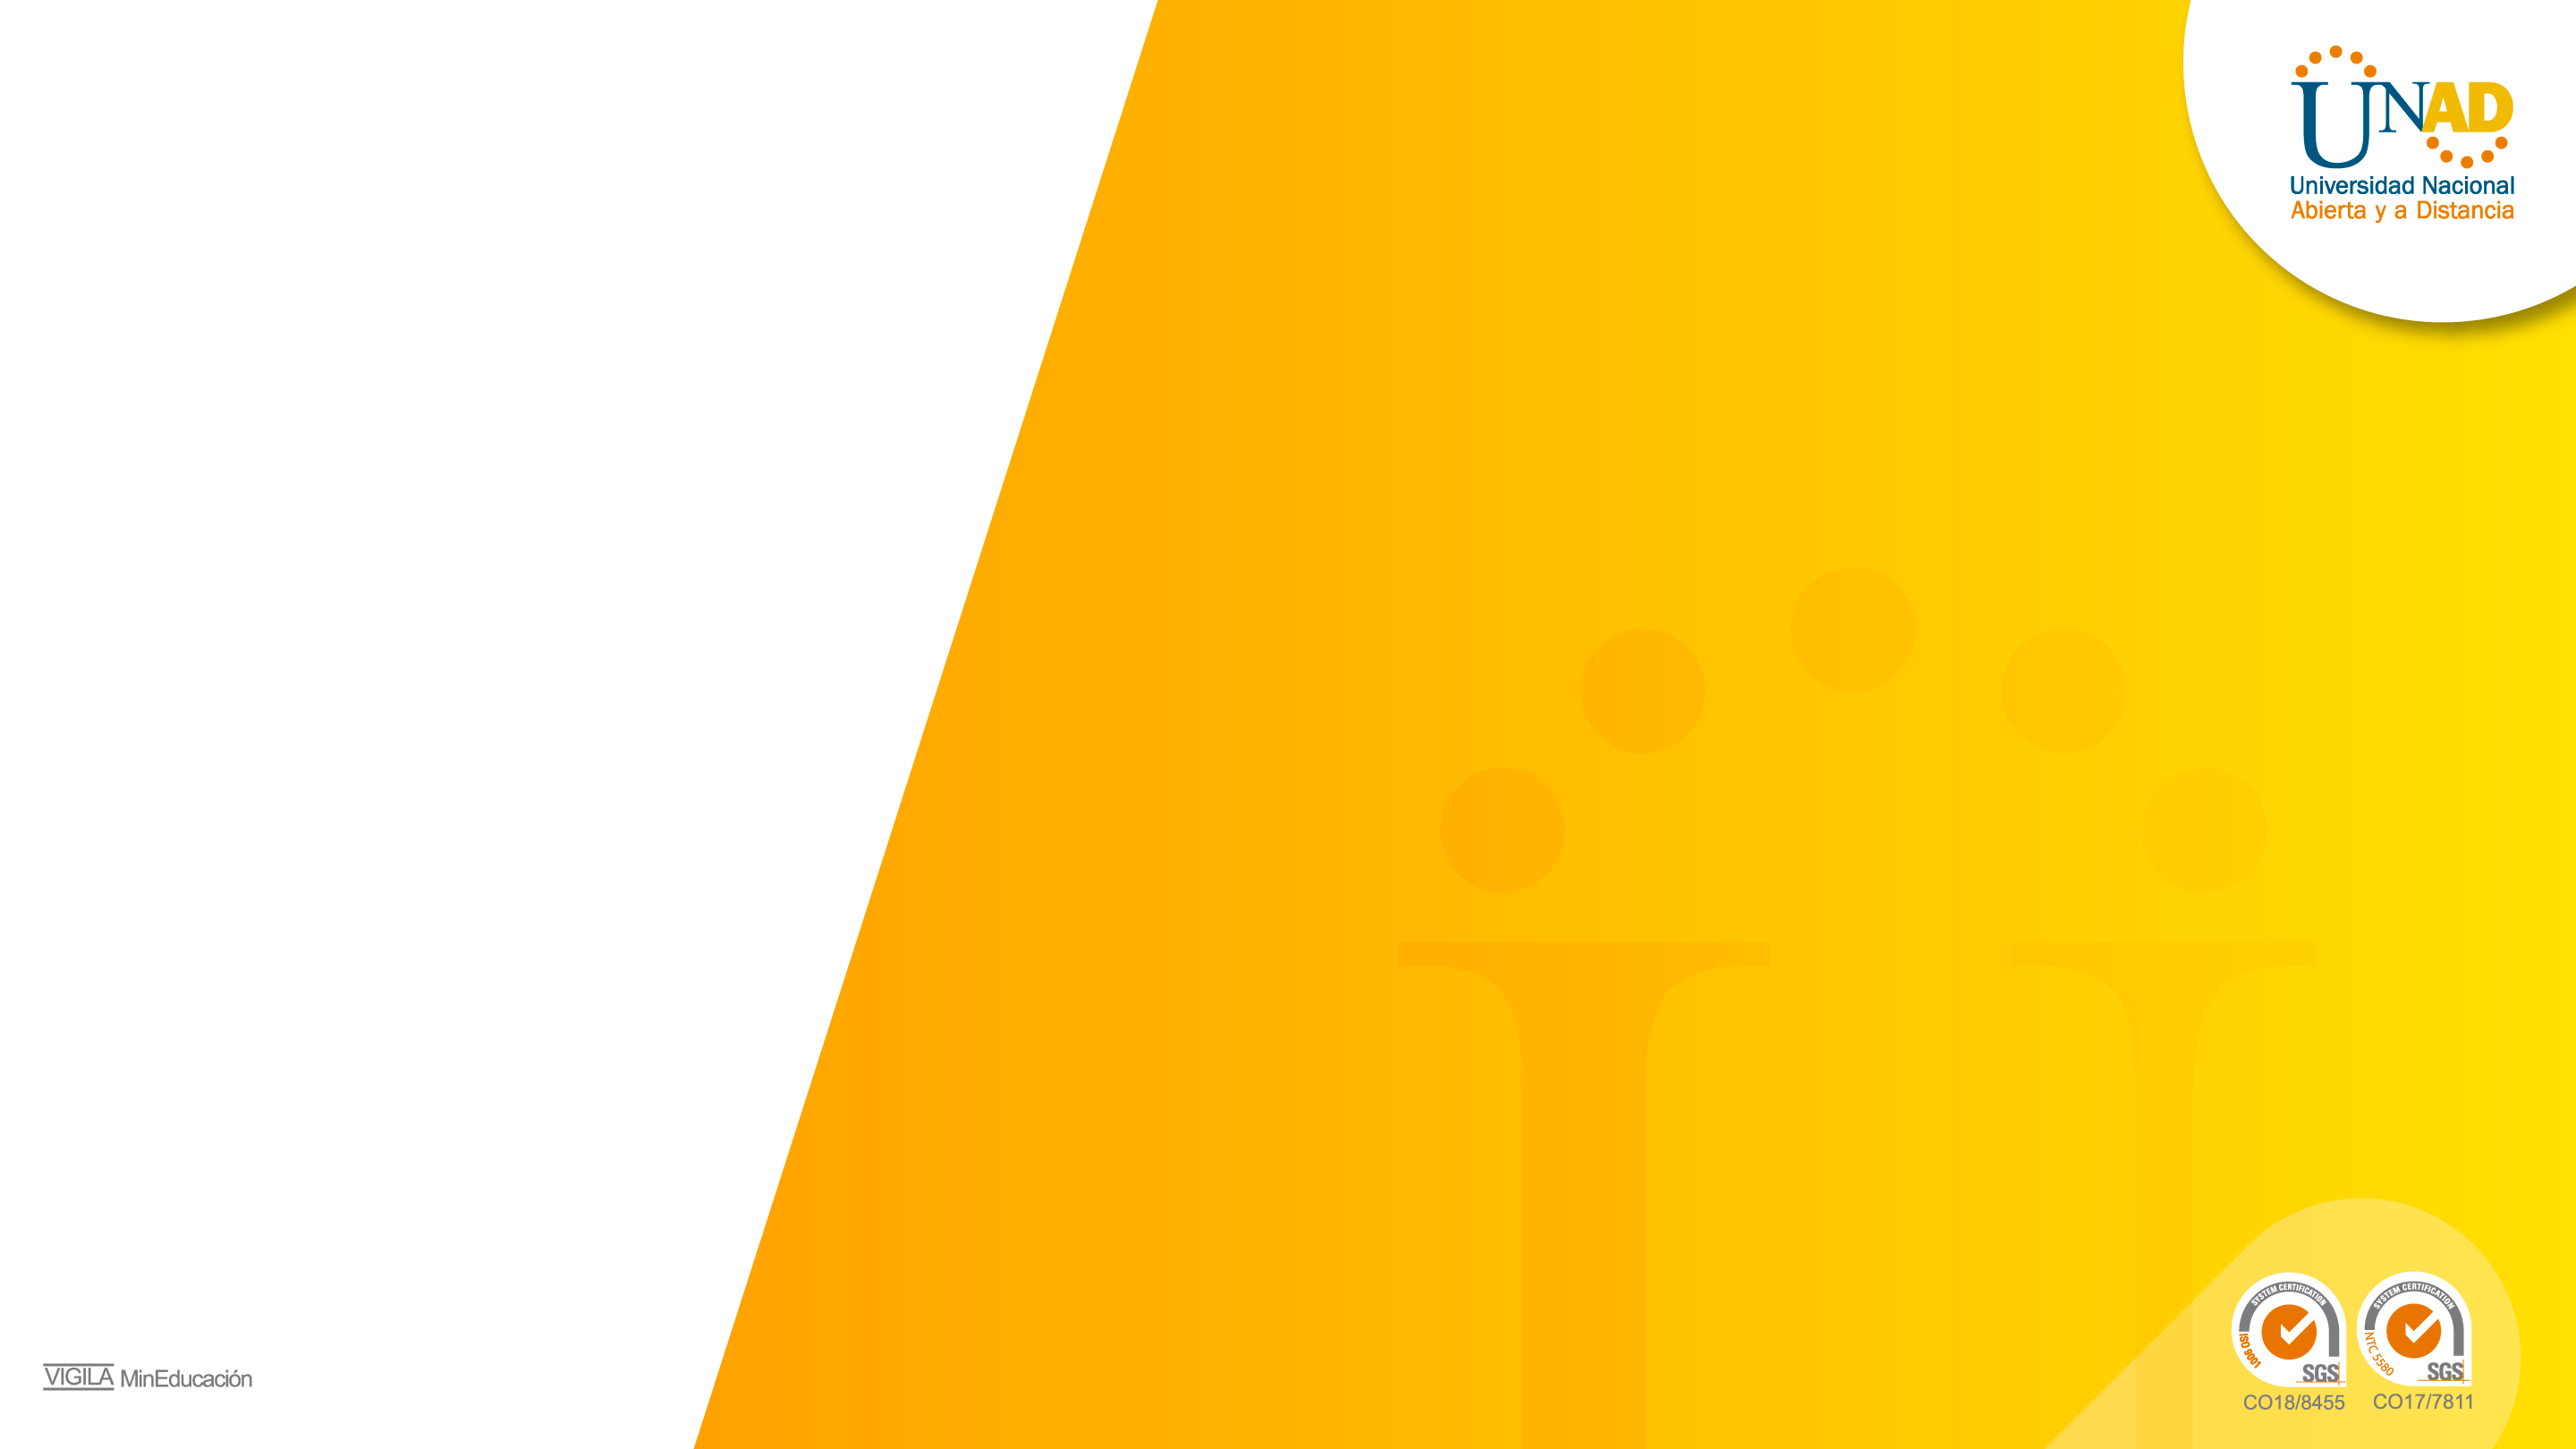 UNAD
Universidad Nacional
Abierta y a Distancia
SYSTEM CERTIFICATION
ISO 9001
SGS
CO18/8455
SYSTEM CERTIFICATION
NTC 5580
SGS
CO17/7811
VIGILA MinEducación